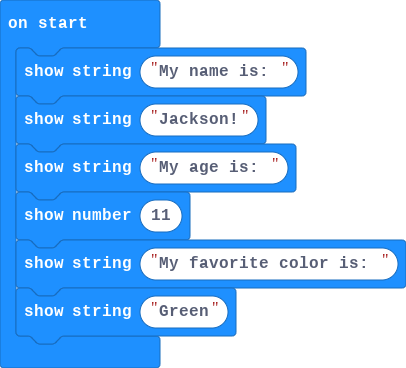 on start
show string "My name is: "
show string "Jackson!"
show string "My age is: "
show number 11
show string "My favorite color is: "
show string "Green"